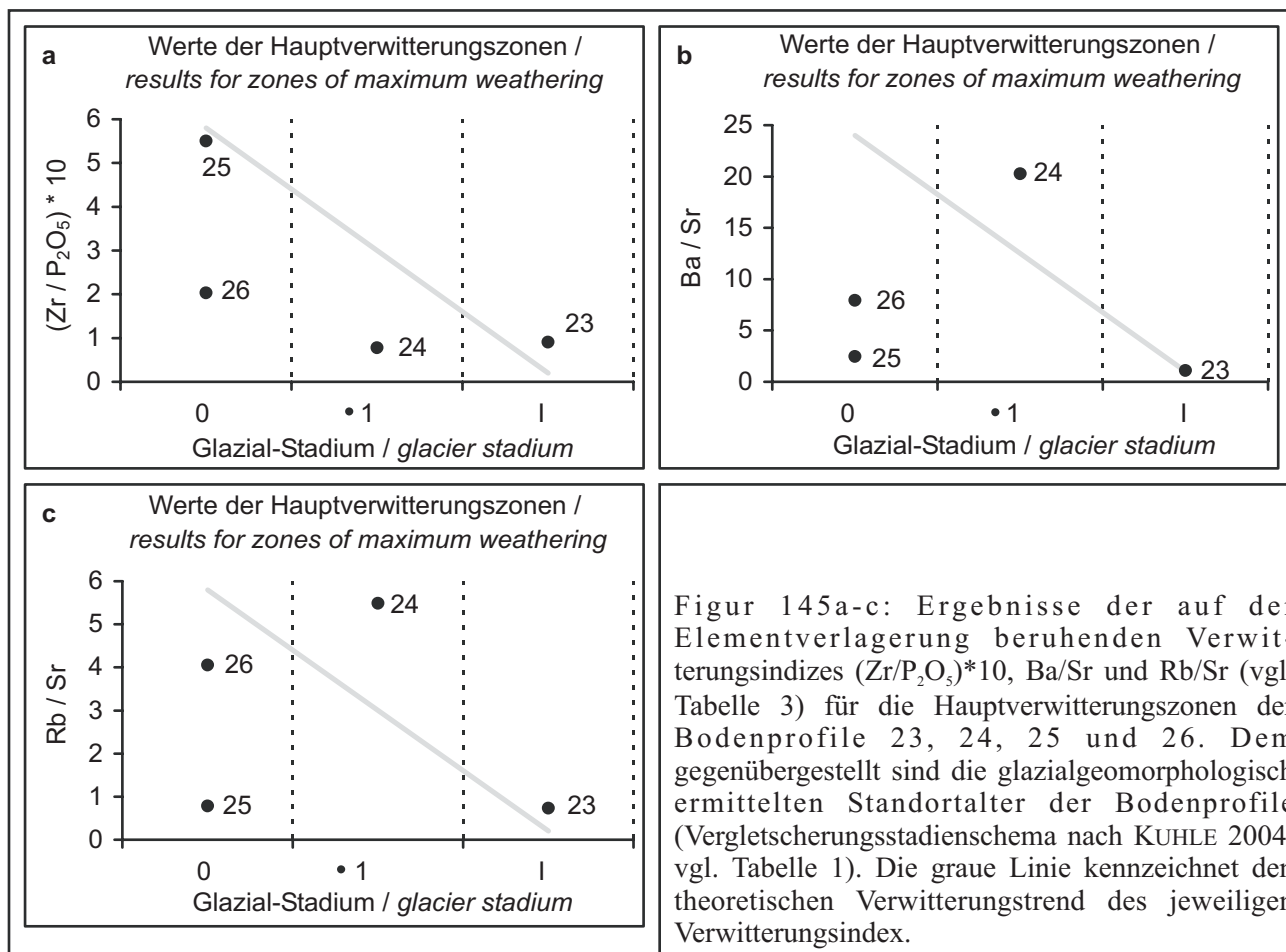 a
Werte der Hauptverwitterungszonen /
results for zones of maximum weathering
(Zr / P₂O₅) * 10
6
5
4
3
2
1
0
25
26
24
23
0 • 1 I
Glazial-Stadium / glacier stadium
b
Werte der Hauptverwitterungszonen /
results for zones of maximum weathering
Ba / Sr
25
20
15
10
5
0
24
26
25
23
0 • 1 I
Glazial-Stadium / glacier stadium
c
Werte der Hauptverwitterungszonen /
results for zones of maximum weathering
Rb / Sr
6
5
4
3
2
1
0
24
26
25
23
0 • 1 I
Glazial-Stadium / glacier stadium
Figur 145a-c: Ergebnisse der auf der
Elementverlagerung beruhenden Verwit-
terungsindizes (Zr/P₂O₅)*10, Ba/Sr und Rb/Sr (vgl.
Tabelle 3) für die Hauptverwitterungszonen der
Bodenprofile 23, 24, 25 und 26. Dem
gegenübergestellt sind die glazialgeomorphologisch
ermittelten Standortalter der Bodenprofile
(Vergletscherungsstadienschema nach KUHLE 2004,
vgl. Tabelle 1). Die graue Linie kennzeichnet den
theoretischen Verwitterungstrend des jeweiligen
Verwitterungsindex.